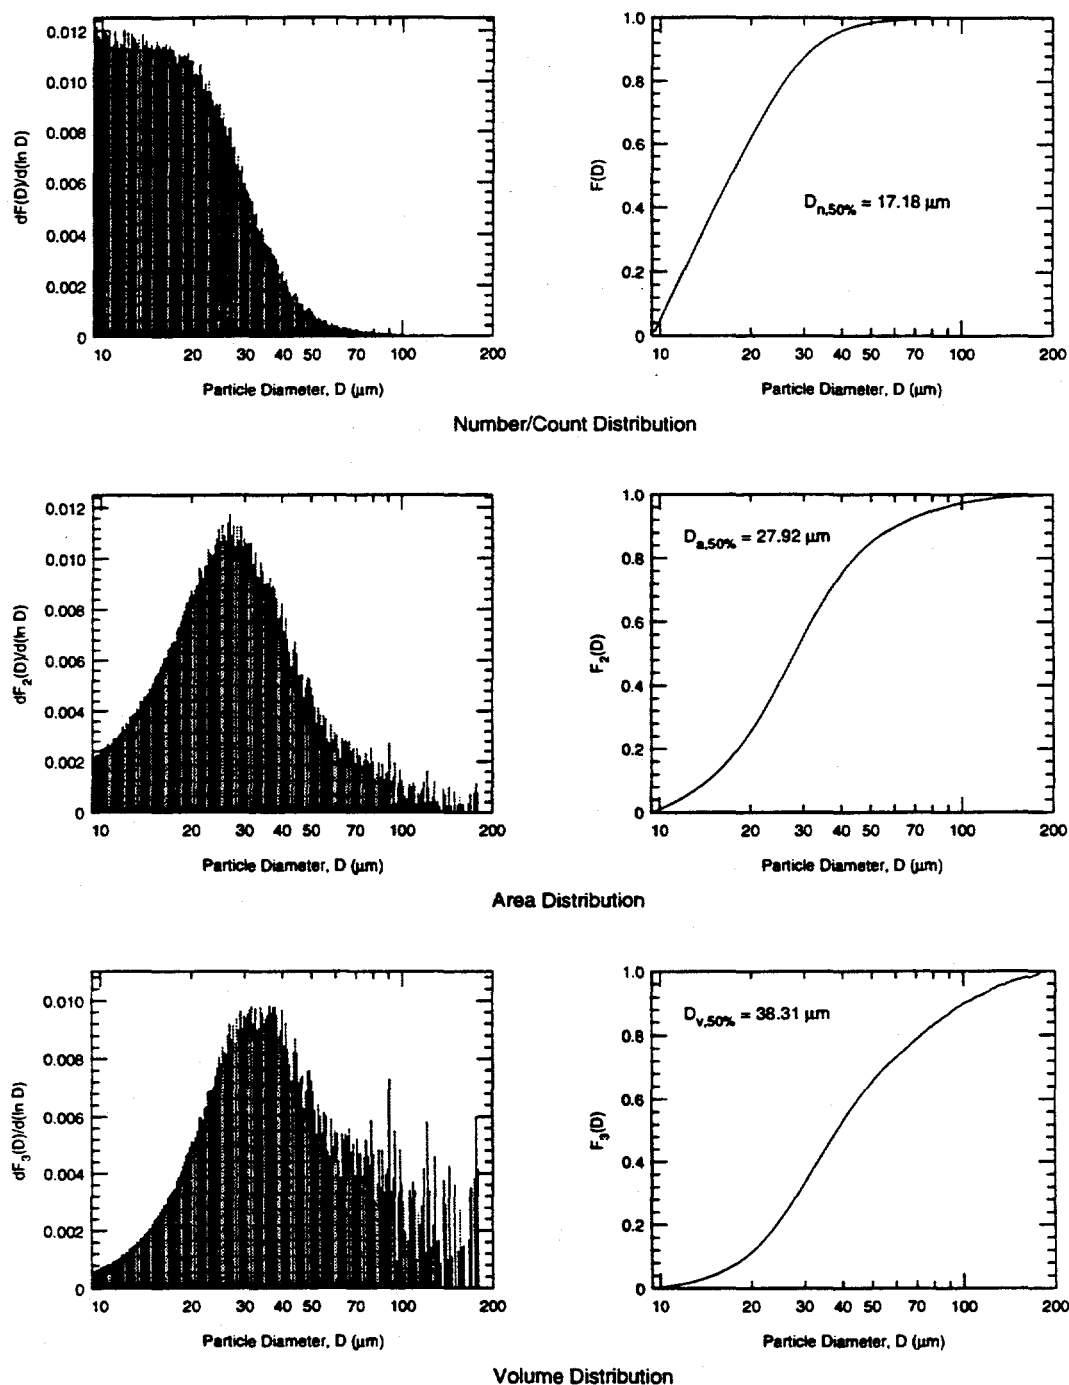 0.012
0.010
0.008
0.006
0.004
0.002
0
dF(D)/d(ln D)
10 20 30 40 50 100 200
Particle Diameter, D (μm)
1.0
0.8
0.6
0.4
0.2
0
F(D)
D_n,50% = 17.18 μm
10 20 30 40 50 70 100 200
Particle Diameter, D (μm)
Number/Count Distribution
0.012
0.010
0.008
0.006
0.004
0.002
0
dF₂(D)/d(ln D)
10 20 30 40 50 100 200
Particle Diameter, D (μm)
1.0
0.8
0.6
0.4
0.2
0
F₂(D)
D_a,50% = 27.92 μm
10 20 30 40 50 70 100 200
Particle Diameter, D (μm)
Area Distribution
0.010
0.008
0.006
0.004
0.002
0
dF₃(D)/d(ln D)
10 20 30 40 50 100 200
Particle Diameter, D (μm)
1.0
0.8
0.6
0.4
0.2
0
F₃(D)
D_v,50% = 38.31 μm
10 20 30 40 50 70 100 200
Particle Diameter, D (μm)
Volume Distribution